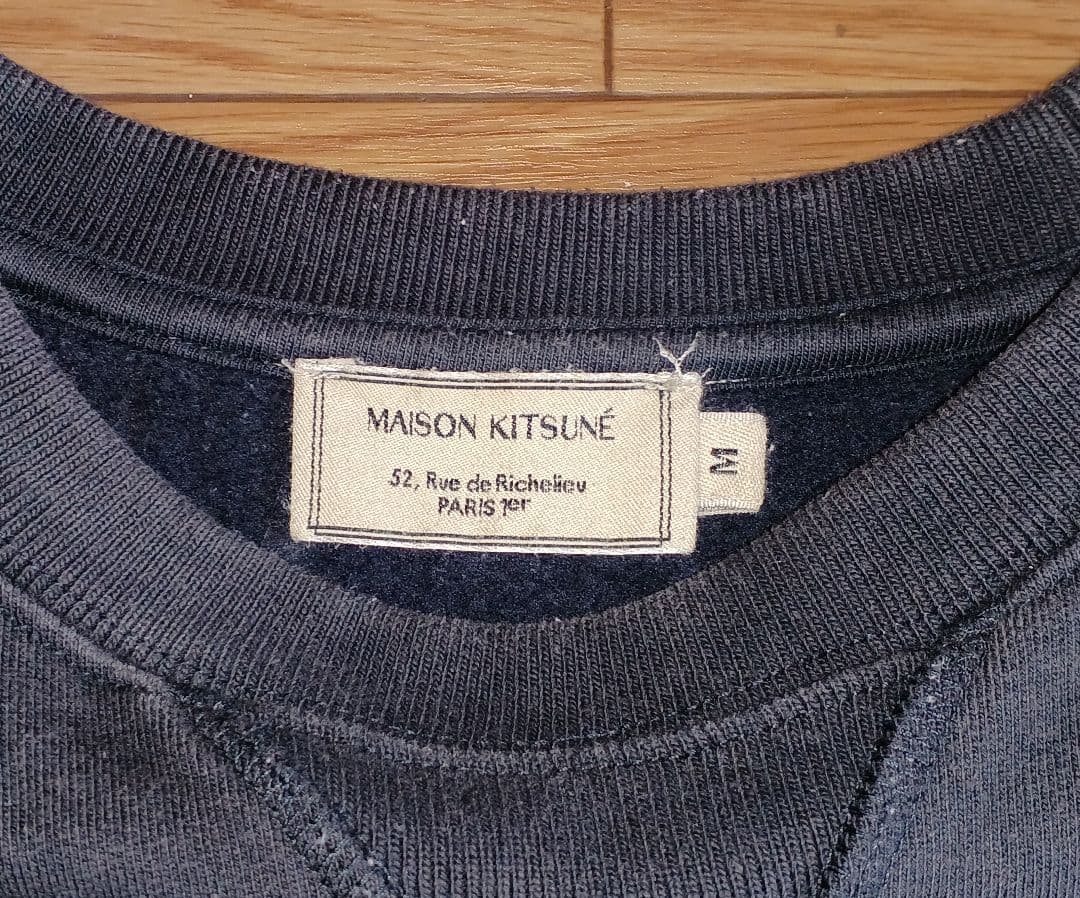 MAISON KITSUNÉ
52, Rue de Richelieu
PARIS 1er
M